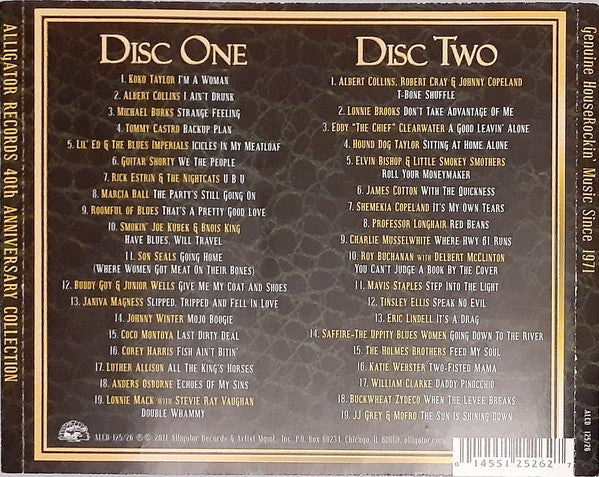 ALLIGATOR RECORDS 40TH ANNIVERSARY COLLECTION
DISC ONE
1. KOKO TAYLOR I'M A WOMAN
2. ALBERT COLLINS I AIN'T DRUNK
3. MICHAEL BURKS STRANGE FEELING
4. TOMMY CASTRO BACKUP PLAN
5. LIL' ED & THE BLUES IMPERIALS ICICLES IN MY MEATLOAF
6. GUITAR SHORTY WE THE PEOPLE
7. RICK ESTRIN & THE NIGHTCATS U B U
8. MARCIA BALL THE PARTY'S STILL GOING ON
9. ROOMFUL OF BLUES THAT'S A PRETTY GOOD LOVE
10. SMOKIN' JOE KUBEK & BNOIS KING
HAVE BLUES, WILL TRAVEL
11. SON SEALS GOING HOME
(WHERE WOMEN GOT MEAT ON THEIR BONES)
12. BUDDY GUY & JUNIOR WELLS GIVE ME MY COAT AND SHOES
13. JANIVA MAGNESS SLIPPED, TRIPPED AND FELL IN LOVE
14. JOHNNY WINTER MOJO BOOGIE
15. COCO MONTOYA LAST DIRTY DEAL
16. COREY HARRIS FISH AIN'T BITIN'
17. LUTHER ALLISON ALL THE KING'S HORSES
18. ANDERS OSBORNE ECHOES OF MY SINS
19. LONNIE MACK WITH STEVIE RAY VAUGHAN
DOUBLE WHAMMY
DISC TWO
1. ALBERT COLLINS, ROBERT CRAY & JOHNNY COPELAND
T-BONE SHUFFLE
2. LONNIE BROOKS DON'T TAKE ADVANTAGE OF ME
3. EDDY "THE CHIEF" CLEARWATER A GOOD LEAVIN' ALONE
4. HOUND DOG TAYLOR SITTING AT HOME ALONE
5. ELVIN BISHOP & LITTLE SMOKEY SMOTHERS
ROLL YOUR MONEYMAKER
6. JAMES COTTON WITH THE QUICKNESS
7. SHEMEKIA COPELAND IT'S MY OWN TEARS
8. PROFESSOR LONGHAIR RED BEANS
9. CHARLIE MUSSELWHITE WHERE HWY 61 RUNS
10. ROY BUCHANAN WITH DELBERT MCCLINTON
YOU CAN'T JUDGE A BOOK BY THE COVER
11. MAVIS STAPLES STEP INTO THE LIGHT
12. TINSLEY ELLIS SPEAK NO EVIL
13. ERIC LINDELL IT'S A DRAG
14. SAFFIRE-THE UPPITY BLUES WOMEN GOING DOWN TO THE RIVER
15. THE HOLMES BROTHERS FEED MY SOUL
16. KATIE WEBSTER TWO-FISTED MAMA
17. WILLIAM CLARKE DADDY PINOCCHIO
18. BUCKWHEAT ZYDECO WHEN THE LEVEE BREAKS
19. JJ GREY & MOFRO THE SUN IS SHINING DOWN
ALCD 125/26 ℗ © 2011 Alligator Records & Artist Mgmt., Inc. P.O. Box 60234, Chicago, IL 60660, alligator.com
0 14551 25262 7
Genuine HouseRockin' Music Since 1971
ALCD 125/26